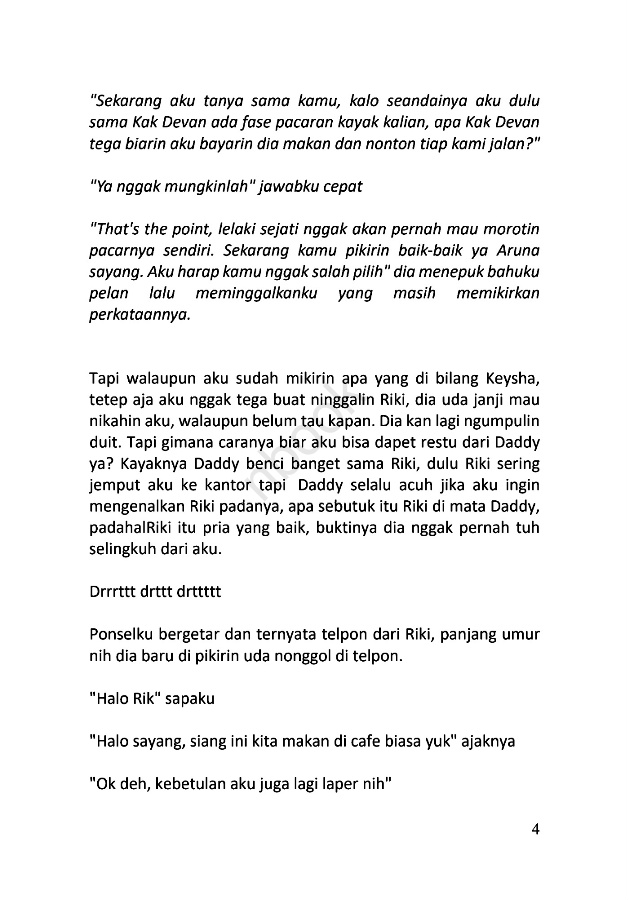 "Sekarang aku tanya sama kamu, kalo seandainya aku dulu
sama Kak Devan ada fase pacaran kayak kalian, apa Kak Devan
tega biarin aku bayarin dia makan dan nonton tiap kami jalan?"
"Ya nggak mungkinlah" jawabku cepat
"That's the point, lelaki sejati nggak akan pernah mau morotin
pacarnya sendiri. Sekarang kamu pikirin baik-baik ya Aruna
sayang. Aku harap kamu nggak salah pilih" dia menepuk bahuku
pelan lalu meminggalkanku yang masih memikirkan
perkataannya.
Tapi walaupun aku sudah mikirin apa yang di bilang Keysha,
tetep aja aku nggak tega buat ninggalin Riki, dia uda janji mau
nikahin aku, walaupun belum tau kapan. Dia kan lagi ngumpulin
duit. Tapi gimana caranya biar aku bisa dapet restu dari Daddy
ya? Kayaknya Daddy benci banget sama Riki, dulu Riki sering
jemput aku ke kantor tapi Daddy selalu acuh jika aku ingin
mengenalkan Riki padanya, apa sebutuk itu Riki di mata Daddy,
padahalRiki itu pria yang baik, buktinya dia nggak pernah tuh
selingkuh dari aku.
Drrrttt drttt drttttt
Ponselku bergetar dan ternyata telpon dari Riki, panjang umur
nih dia baru di pikirin uda nonggol di telpon.
"Halo Rik" sapaku
"Halo sayang, siang ini kita makan di cafe biasa yuk" ajaknya
"Ok deh, kebetulan aku juga lagi laper nih"
4